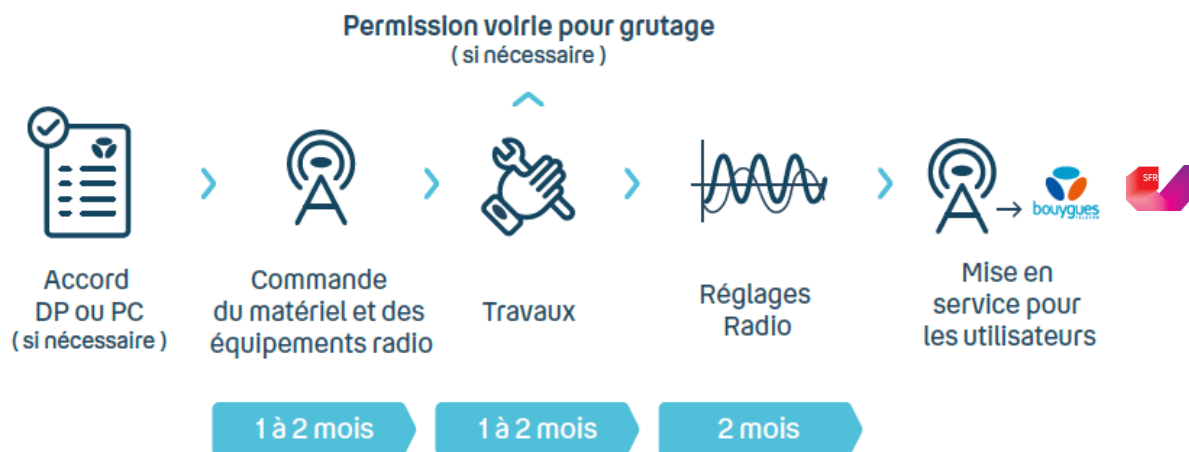 Permission voirie pour grutage
( si nécessaire )
Accord
DP ou PC
( si nécessaire )
Commande
du matériel et des
équipements radio
Travaux
Réglages
Radio
bouygues
TELECOM
SFR
Mise en
service pour
les utilisateurs
1 à 2 mois
1 à 2 mois
2 mois